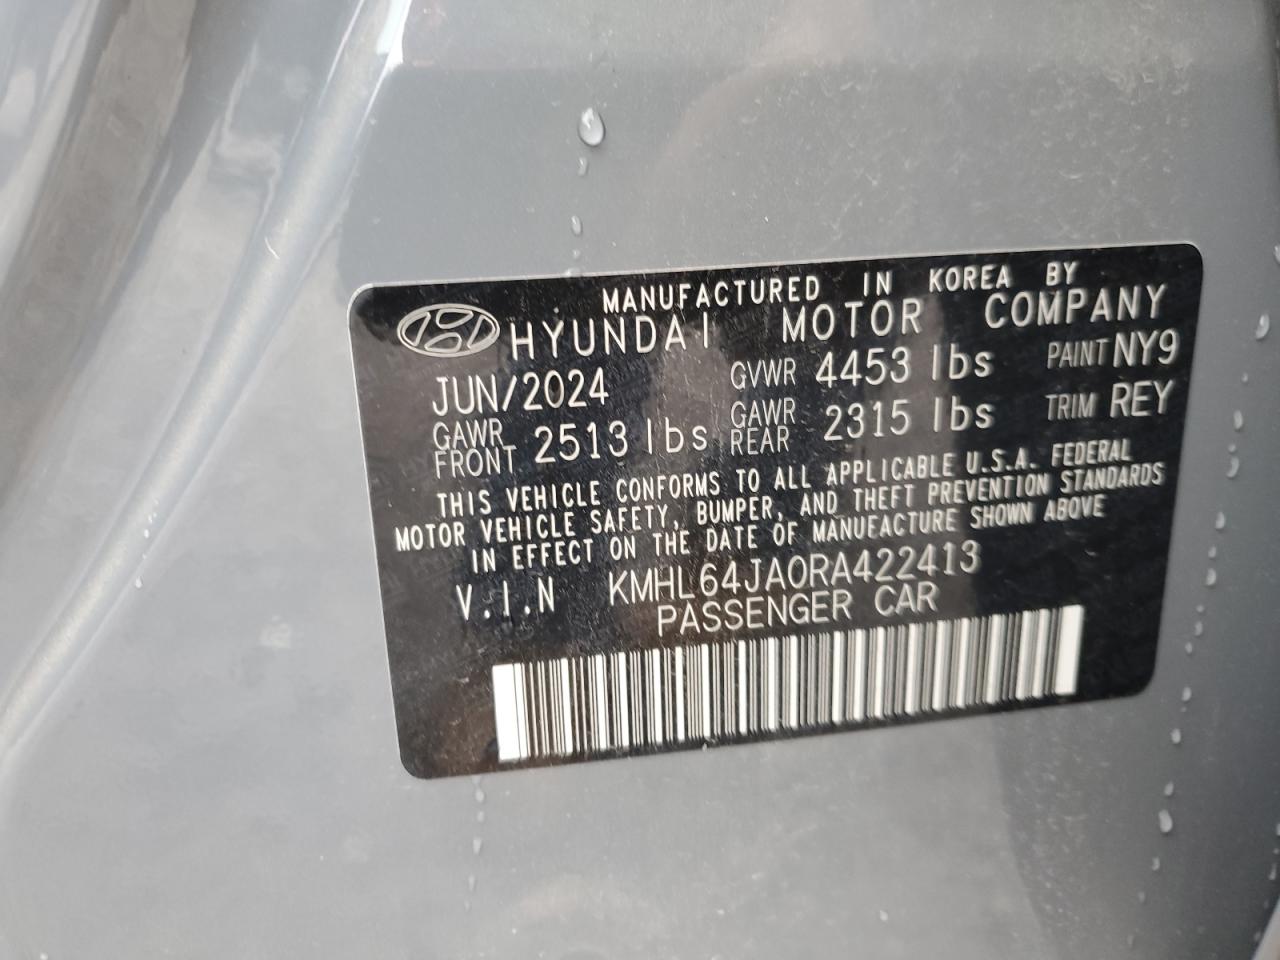 MANUFACTURED IN KOREA BY
HYUNDAI MOTOR COMPANY
JUN/2024 GVWR 4453 lbs PAINT NY9
GAWR FRONT 2513 lbs GAWR REAR 2315 lbs TRIM REY
THIS VEHICLE CONFORMS TO ALL APPLICABLE U.S.A. FEDERAL
MOTOR VEHICLE SAFETY, BUMPER, AND THEFT PREVENTION STANDARDS
IN EFFECT ON THE DATE OF MANUFACTURE SHOWN ABOVE
V.I.N KMHL64JA0RA422413
PASSENGER CAR